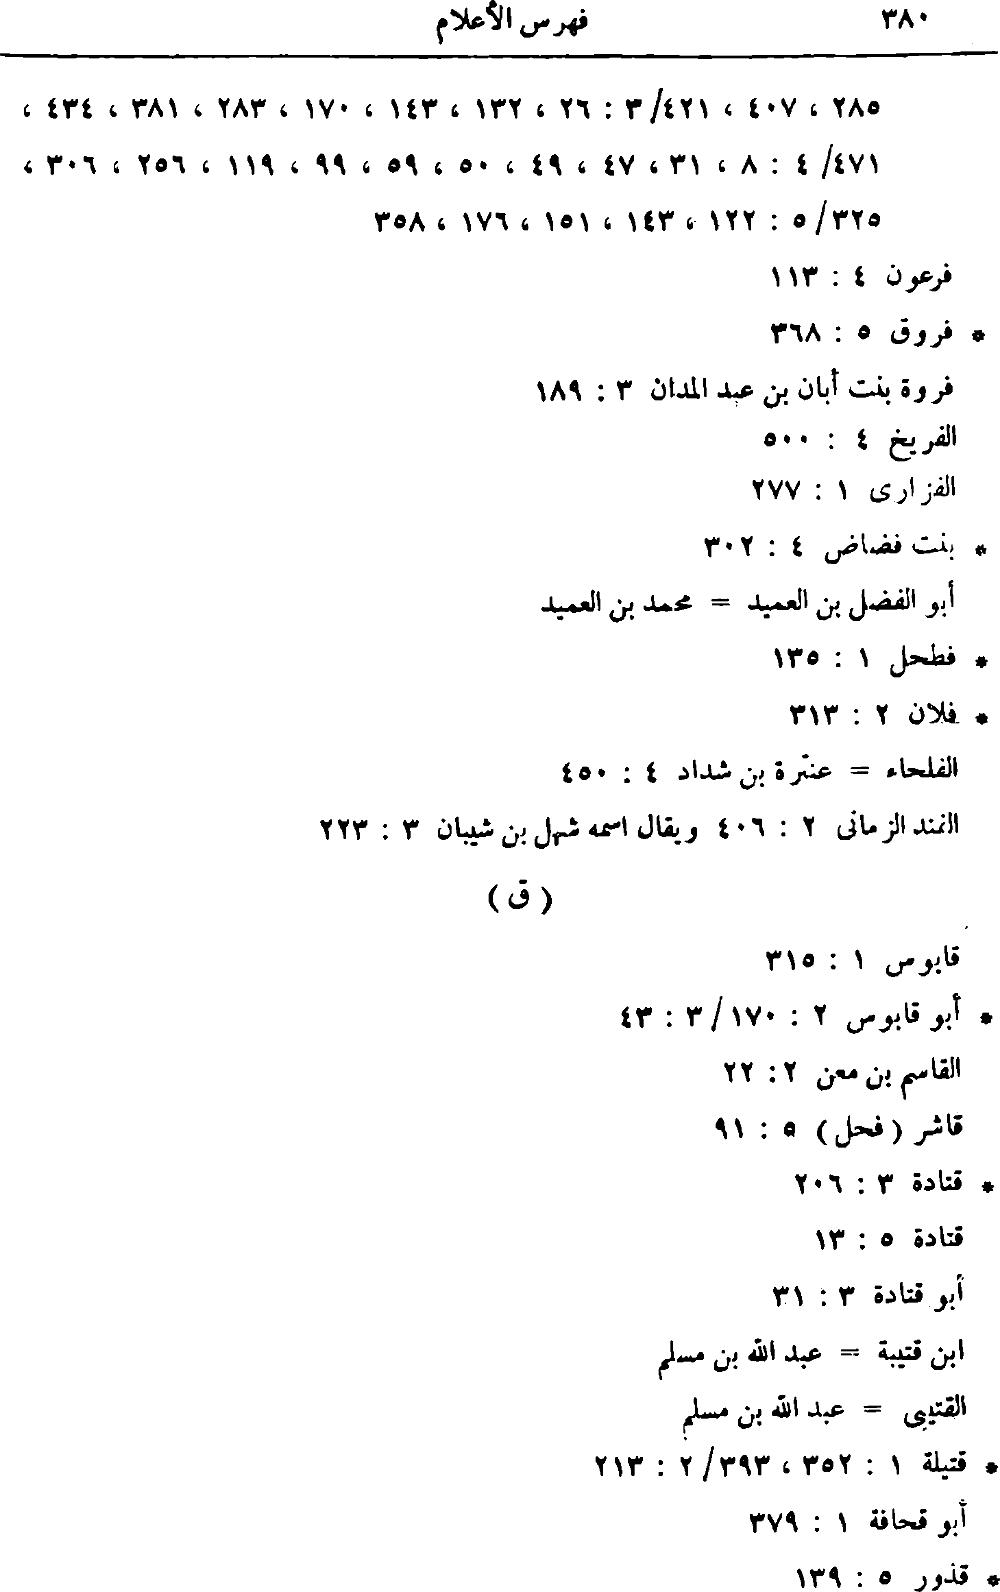 ٣٨٠ فهرس الأعلام
٢٨٥ ، ٤٠٧ ، ٤٢١/ ٣ : ٢٦ ، ١٣٢ ، ١٤٣ ، ١٧٠ ، ٢٨٣ ، ٣٨١ ، ٤٣٤ ،
٤٧١/ ٤ : ٨ ، ٣١ ، ٤٧ ، ٤٩ ، ٥٠ ، ٥٩ ، ٩٩ ، ١١٩ ، ٢٥٦ ، ٣٠٦ ،
٣٢٥/ ٥ : ١٢٢ ، ١٤٣ ، ١٥١ ، ١٧٦ ، ٣٥٨
فرعون ٤ : ١١٣
* فروق ٥ : ٣٦٨
فروة بنت أبان بن عبد المدان ٣ : ١٨٩
الفريخ ٤ : ٥٠٠
الفزارى ١ : ٢٧٧
* بنت فضاض ٤ : ٣٠٢
أبو الفضل بن العميد = محمد بن العميد
* فطحل ١ : ١٣٥
* فلان ٢ : ٣١٣
الفلحاء = عنترة بن شداد ٤ : ٤٥٠
الفند الزمانى ٢ : ٤٠٦ ويقال اسمه شهل بن شيبان ٣ : ٢٢٣
( ق )
قابوس ١ : ٣١٥
* أبو قابوس ٢ : ١٧٠/ ٣ : ٤٣
القاسم بن معن ٢ : ٢٢
قاشر ( فحل ) ٥ : ٩١
* قتادة ٣ : ٢٠٦
قتادة ٥ : ١٣
أبو قتادة ٣ : ٣١
ابن قتيبة = عبد الله بن مسلم
القتيبى = عبد الله بن مسلم
* قتيلة ١ : ٣٥٢ ، ٣٩٣/ ٢ : ٢١٣
أبو قحافة ١ : ٣٧٩
* قذور ٥ : ١٣٩